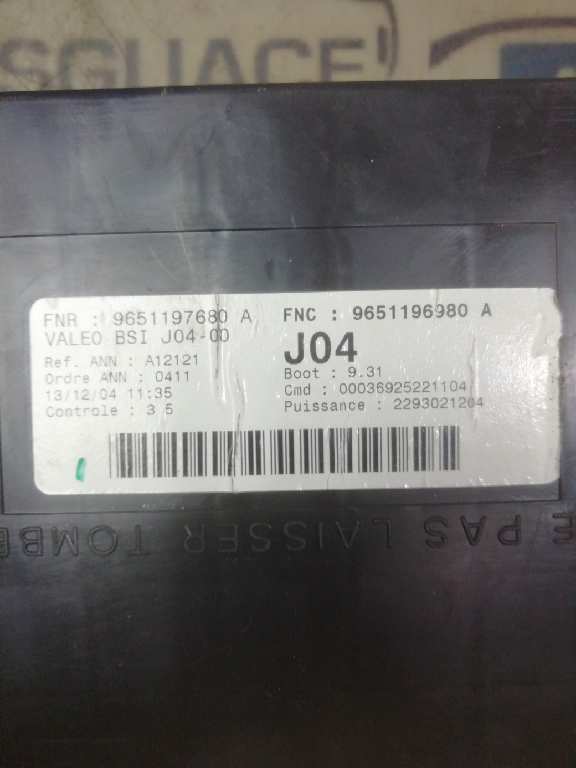 SGUACE
FNR : 9651197680 A
FNC : 9651196980 A
VALEO BSI J04-00
J04
Ref. ANN : A12121
Boot : 9.31
Ordre ANN : 0411
Cmd : 00036925221104
13/12/04 11:35
Puissance : 2293021204
Controle : 3 5
E PAS LAISSER TOMBE